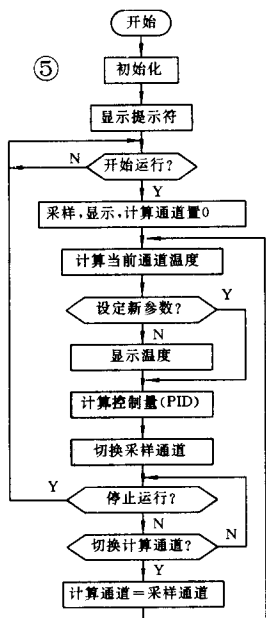 开始
⑤
初始化
显示提示符
N
开始运行?
Y
采样,显示,计算通道置0
计算当前通道温度
设定新参数?
Y
N
显示温度
计算控制量(PID)
切换采样通道
Y
停止运行?
N
N
切换计算通道?
Y
计算通道=采样通道